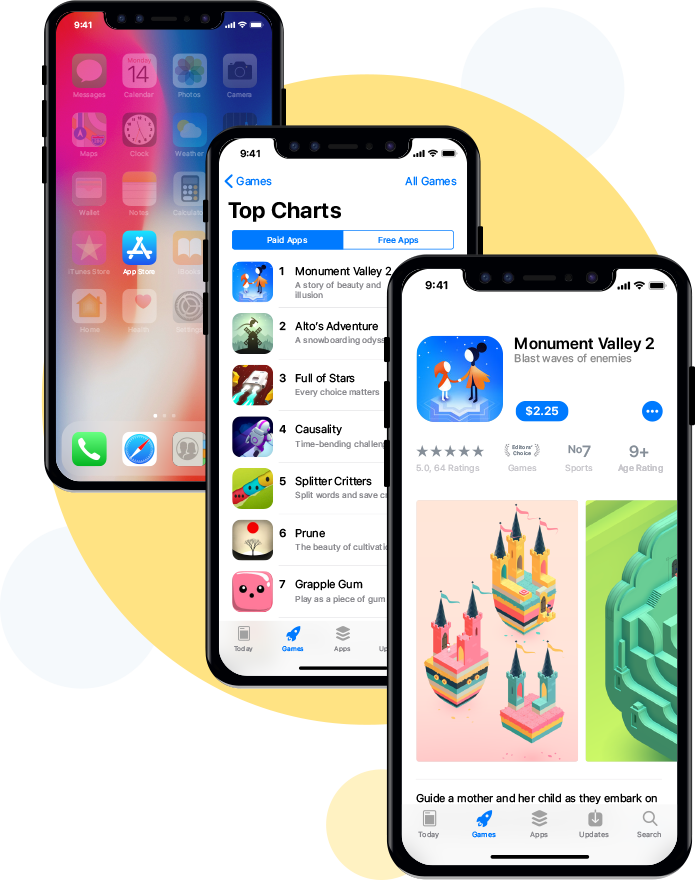 9:41
Monday
14
Messages
Calendar
Photos
Camera
Maps
Clock
Weather
Wallet
Notes
Calculator
iTunes Store
App Store
iBooks
Home
Health
Settings
9:41
Games
All Games
Top Charts
Paid Apps
Free Apps
1 Monument Valley 2
A story of beauty and
illusion
2 Alto's Adventure
A snowboarding odyss
3 Full of Stars
Every choice matters
4 Causality
Time-bending challen
5 Splitter Critters
Split words and save cr
6 Prune
The beauty of cultivati
7 Grapple Gum
Play as a piece of gum
Today
Games
Apps
Up
9:41
Monument Valley 2
Blast waves of enemies
$2.25
Editors'
Choice
No7
9+
5.0, 64 Ratings
Games
Sports
Age Rating
Guide a mother and her child as they embark on
Today
Games
Apps
Updates
Search